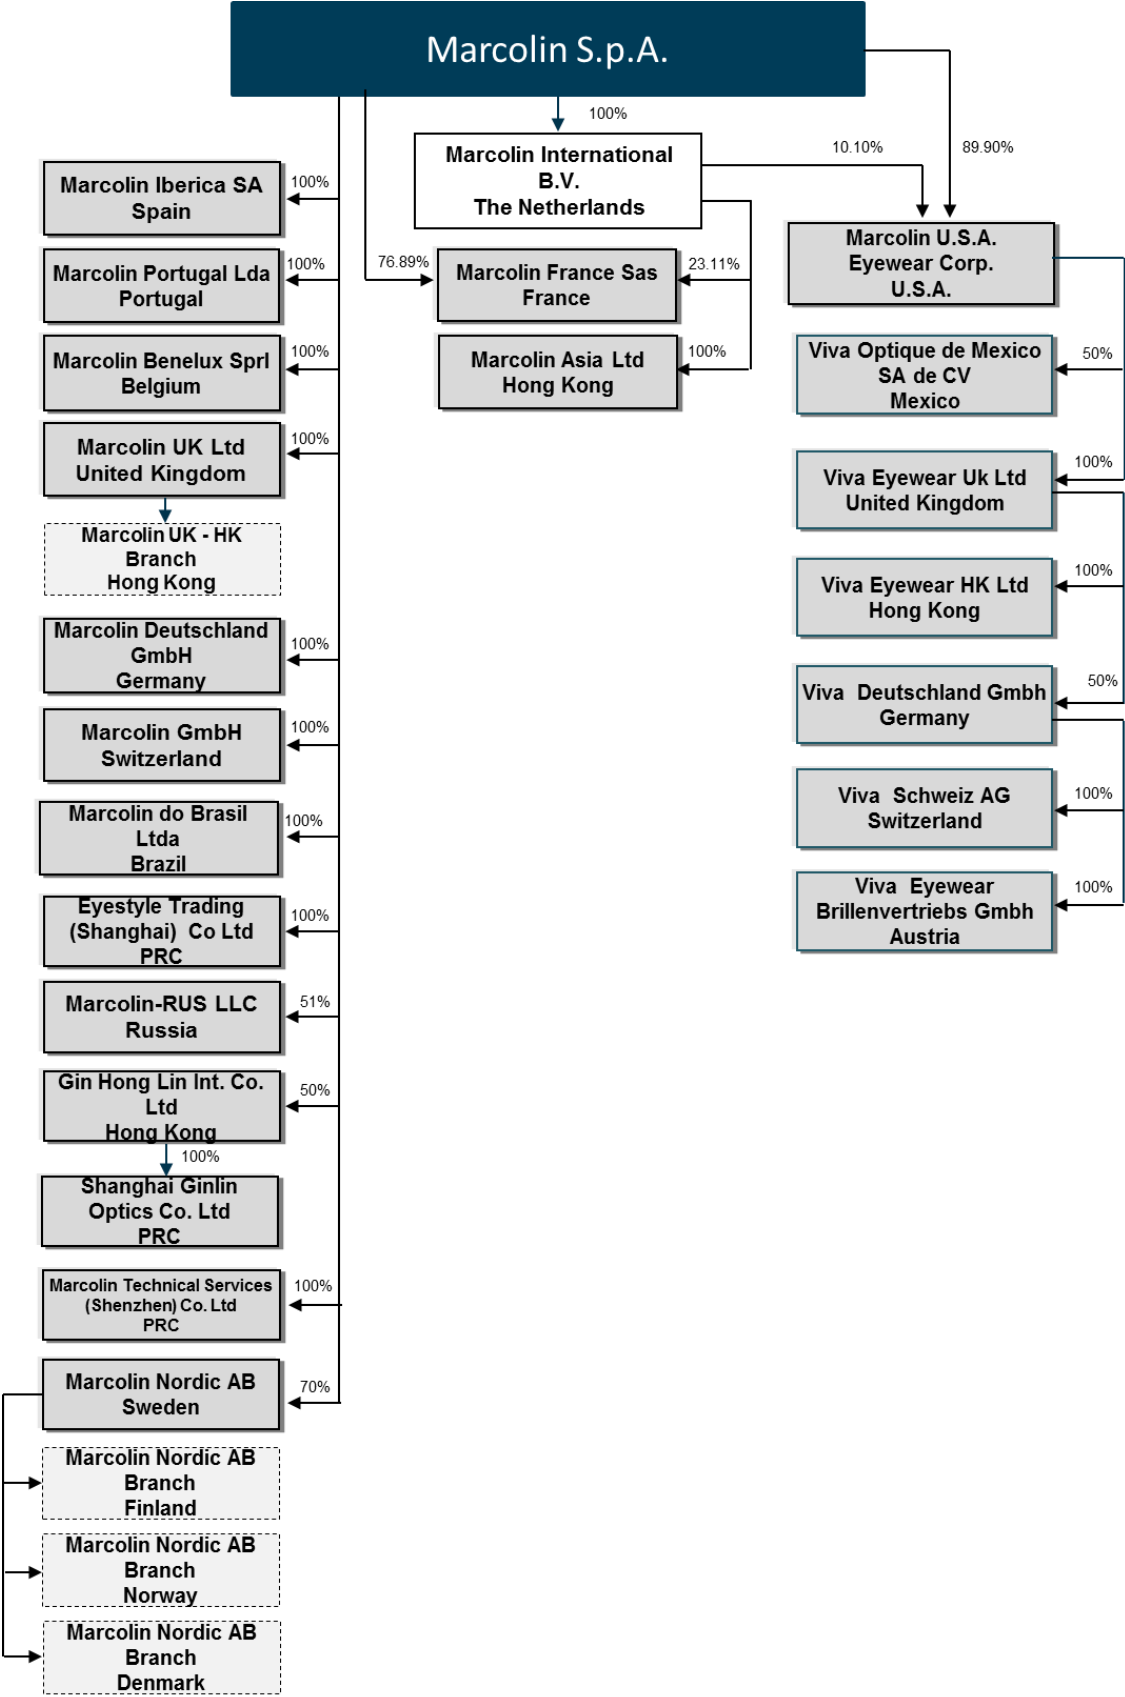 Marcolin S.p.A.
100%
Marcolin International
B.V.
The Netherlands
10.10%
89.90%
Marcolin Iberica SA
Spain
100%
Marcolin U.S.A.
Eyewear Corp.
U.S.A.
Marcolin Portugal Lda
Portugal
100%
76.89%
Marcolin France Sas
France
23.11%
Marcolin Benelux Sprl
Belgium
100%
Marcolin Asia Ltd
Hong Kong
100%
Viva Optique de Mexico
SA de CV
Mexico
50%
Marcolin UK Ltd
United Kingdom
100%
Viva Eyewear Uk Ltd
United Kingdom
100%
Marcolin UK - HK
Branch
Hong Kong
Viva Eyewear HK Ltd
Hong Kong
100%
Marcolin Deutschland
GmbH
Germany
100%
Viva Deutschland Gmbh
Germany
50%
Marcolin GmbH
Switzerland
100%
Viva Schweiz AG
Switzerland
100%
Marcolin do Brasil
Ltda
Brazil
100%
Viva Eyewear
Brillenvertriebs Gmbh
Austria
100%
Eyestyle Trading
(Shanghai) Co Ltd
PRC
100%
Marcolin-RUS LLC
Russia
51%
Gin Hong Lin Int. Co.
Ltd
Hong Kong
50%
100%
Shanghai Ginlin
Optics Co. Ltd
PRC
Marcolin Technical Services
(Shenzhen) Co. Ltd
PRC
100%
Marcolin Nordic AB
Sweden
70%
Marcolin Nordic AB
Branch
Finland
Marcolin Nordic AB
Branch
Norway
Marcolin Nordic AB
Branch
Denmark